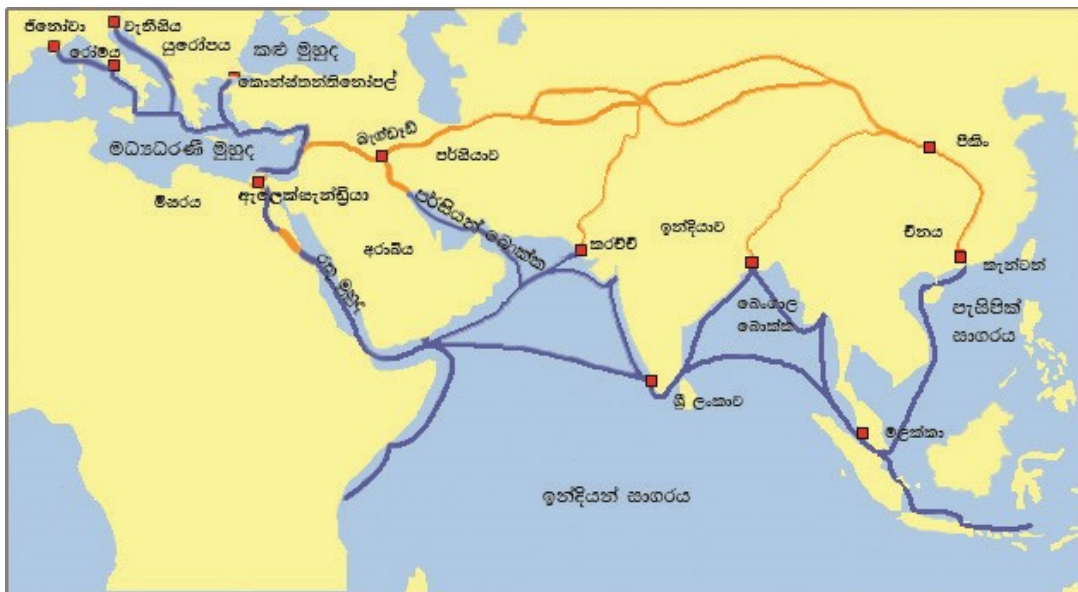 ජිනෝවා
වැනීසිය
රෝමය
යුරෝපය
කළු මුහුද
කොන්ස්තන්තිනෝපල්
බැග්ඩෑඩ්
පර්සියාව
පීකිං
මධ්‍යධරණී මුහුද
මිසරය
ඇලෙක්සැන්ඩ්‍රියා
පර්සියන් බොක්ක
අරාබිය
රතු මුහුද
කරච්චි
ඉන්දියාව
චීනය
කැන්ටන්
බෙංගාල
බොක්ක
පැසිපික්
සාගරය
ශ්‍රී ලංකාව
මලක්කා
ඉන්දියන් සාගරය